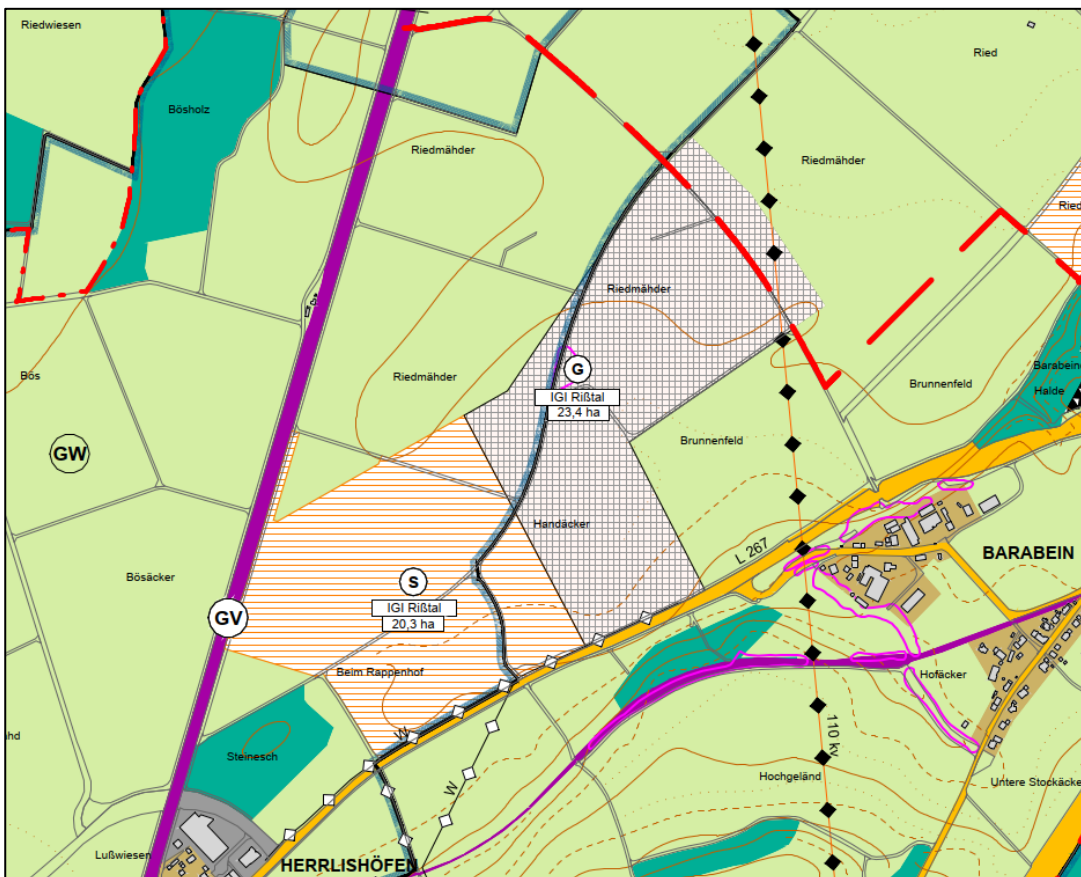 Riedwiesen
Ried
Bösholz
Riedmähder
Riedmähder
Ried
Riedmähder
Barabein
Halde
Bös
Riedmähder
G
IGI Rißtal
23,4 ha
Brunnenfeld
Brunnenfeld
GW
Handäcker
L 267
BARABEIN
Bösäcker
S
IGI Rißtal
20,3 ha
GV
Beim Rappenhof
Hofäcker
W
110 kv
Steinesch
W
Hochgeländ
Untere Stockäcke
Lußwiesen
HERRLISHÖFEN